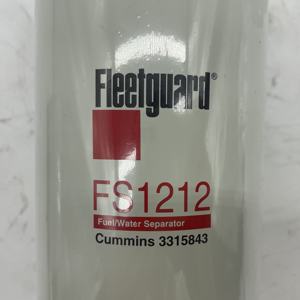 Fleetguard®
FS1212
Fuel/Water Separator
Cummins 3315843